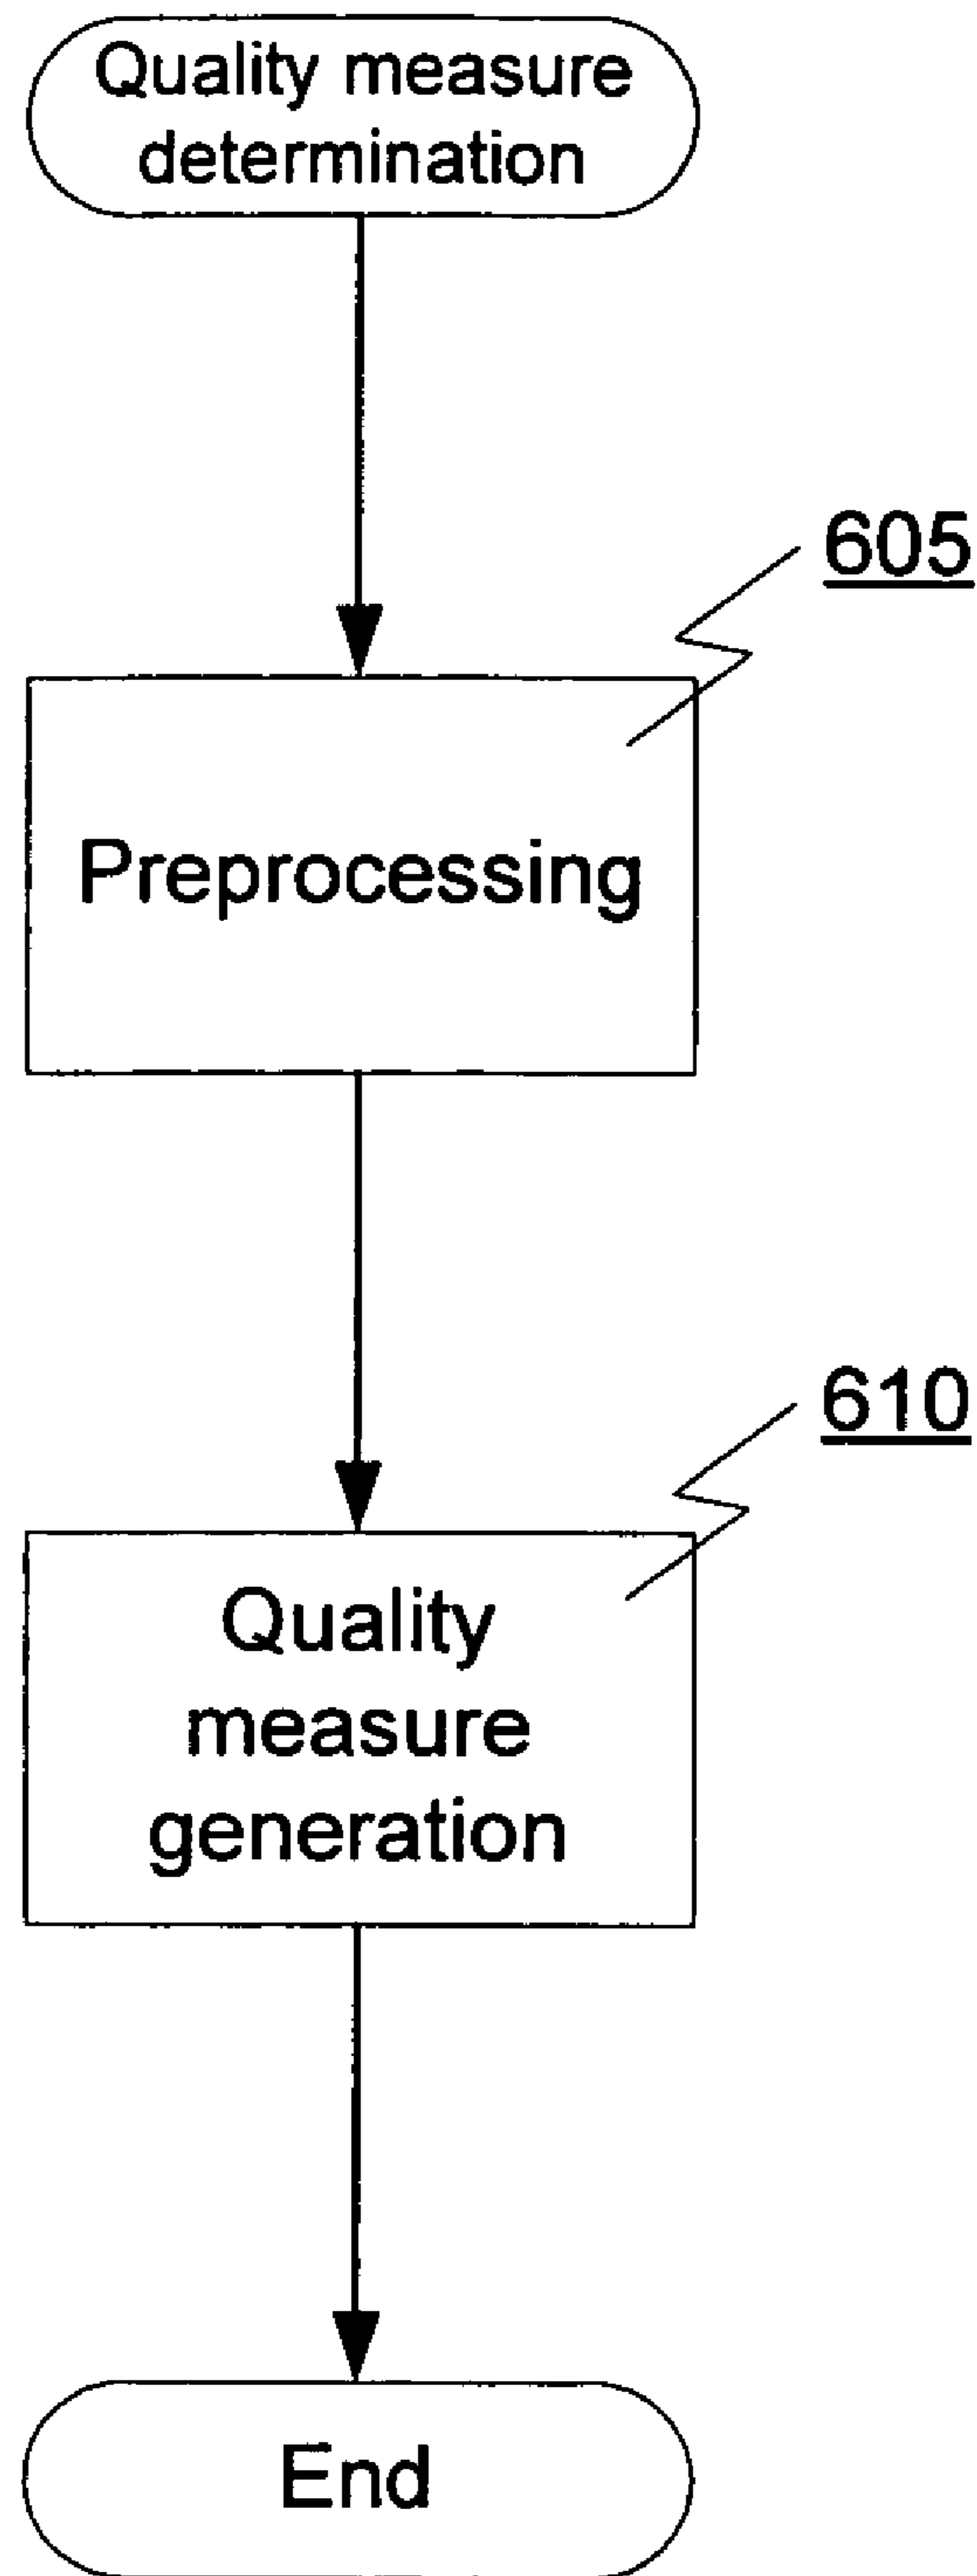 Quality measure
determination
605
Preprocessing
610
Quality
measure
generation
End